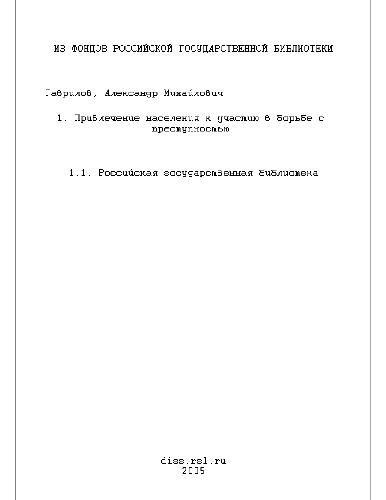 ИЗ ФОНДОВ РОССИЙСКОЙ ГОСУДАРСТВЕННОЙ БИБЛИОТЕКИ
Гаврилов, Александр Михайлович
1. Привлечение населения к участию в борьбе с
преступностью
1.1. Российская государственная библиотека
diss.rsl.ru
2005